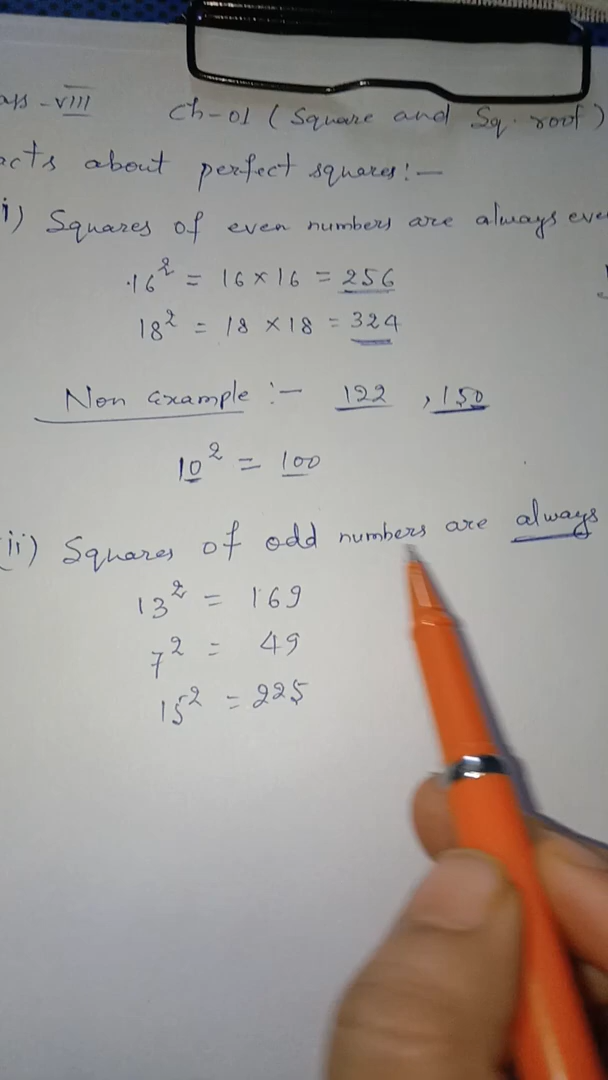 ass - VIII Ch-01 (Square and Sq. root)
acts about perfect squares:-
i) Squares of even numbers are always eve
16² = 16 × 16 = 256
18² = 18 × 18 = 324
Non Example :- 122 , 150
10² = 100
(ii) Squares of odd numbers are always
13² = 169
7² = 49
15² = 225